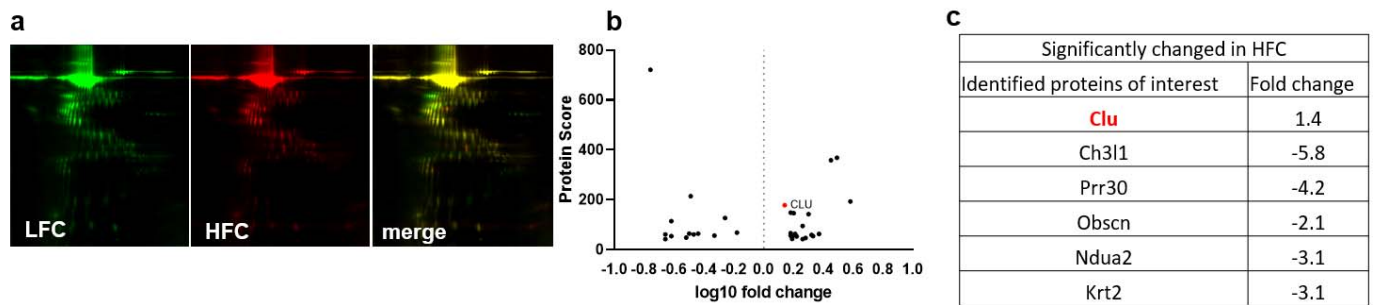 a
LFC
HFC
merge
b
Protein Score
800
600
400
200
0
CLU
-1.0 -0.8 -0.6 -0.4 -0.2 0.0 0.2 0.4 0.6 0.8 1.0
log10 fold change
c
Significantly changed in HFC
Identified proteins of interest Fold change
Clu 1.4
Ch3l1 -5.8
Prr30 -4.2
Obscn -2.1
Ndua2 -3.1
Krt2 -3.1